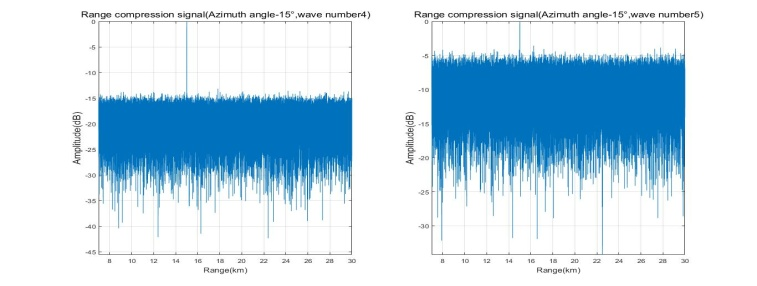 Range compression signal(Azimuth angle-15°,wave number4)
0
-5
-10
-15
-20
-25
-30
-35
-40
-45
Amplitude(dB)
8 10 12 14 16 18 20 22 24 26 28 30
Range(km)
Range compression signal(Azimuth angle-15°,wave number5)
0
-5
-10
-15
-20
-25
-30
Amplitude(dB)
8 10 12 14 16 18 20 22 24 26 28 30
Range(km)